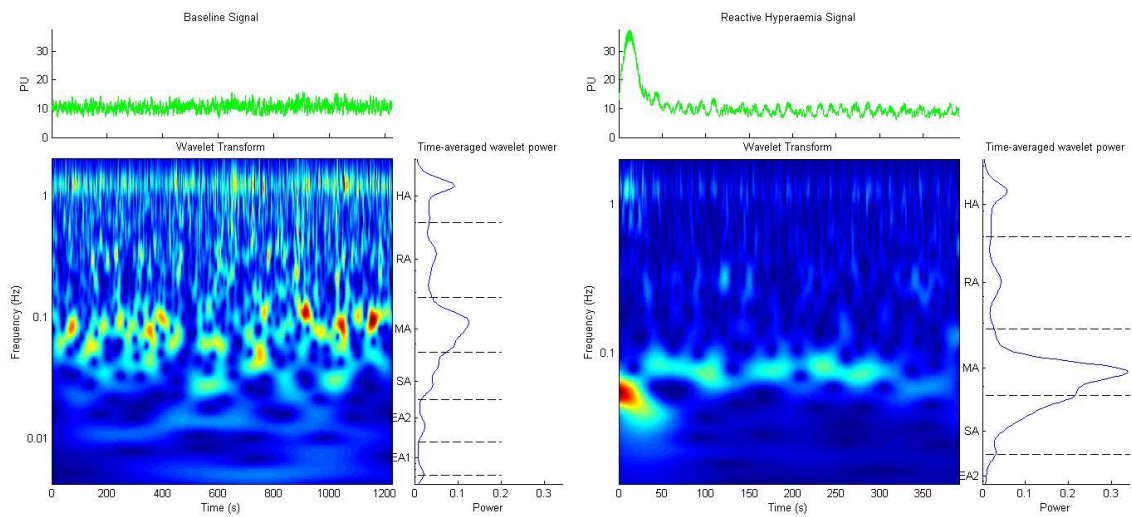 Baseline Signal
30
20
10
0
PU
Wavelet Transform
Time-averaged wavelet power
1
0.1
0.01
Frequency (Hz)
0
200
400
600
800
1000
1200
Time (s)
HA
RA
MA
SA
EA2
EA1
0
0.1
0.2
0.3
Power
Reactive Hyperaemia Signal
30
20
10
0
PU
Wavelet Transform
Time-averaged wavelet power
1
0.1
Frequency (Hz)
0
50
100
150
200
250
300
350
Time (s)
HA
RA
MA
SA
EA2
0
0.1
0.2
0.3
Power